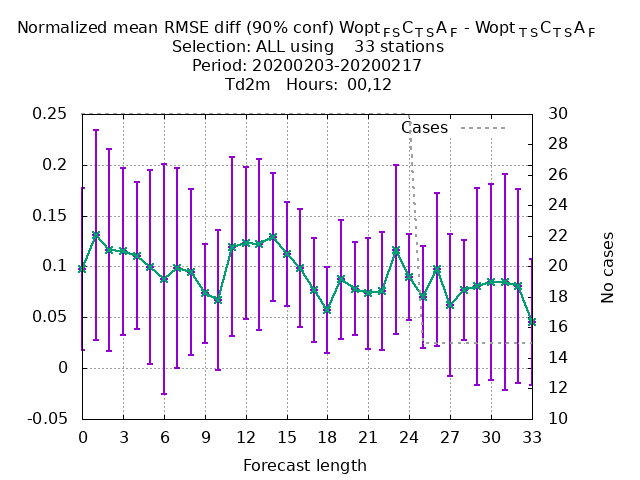 Normalized mean RMSE diff (90% conf) Wopt FS C TS A F - Wopt TS C TS A F
Selection: ALL using 33 stations
Period: 20200203-20200217
Td2m Hours: 00,12
Cases
0.25
0.2
0.15
0.1
0.05
0
-0.05
30
28
26
24
22
20
18
16
14
12
10
No cases
0 3 6 9 12 15 18 21 24 27 30 33
Forecast length